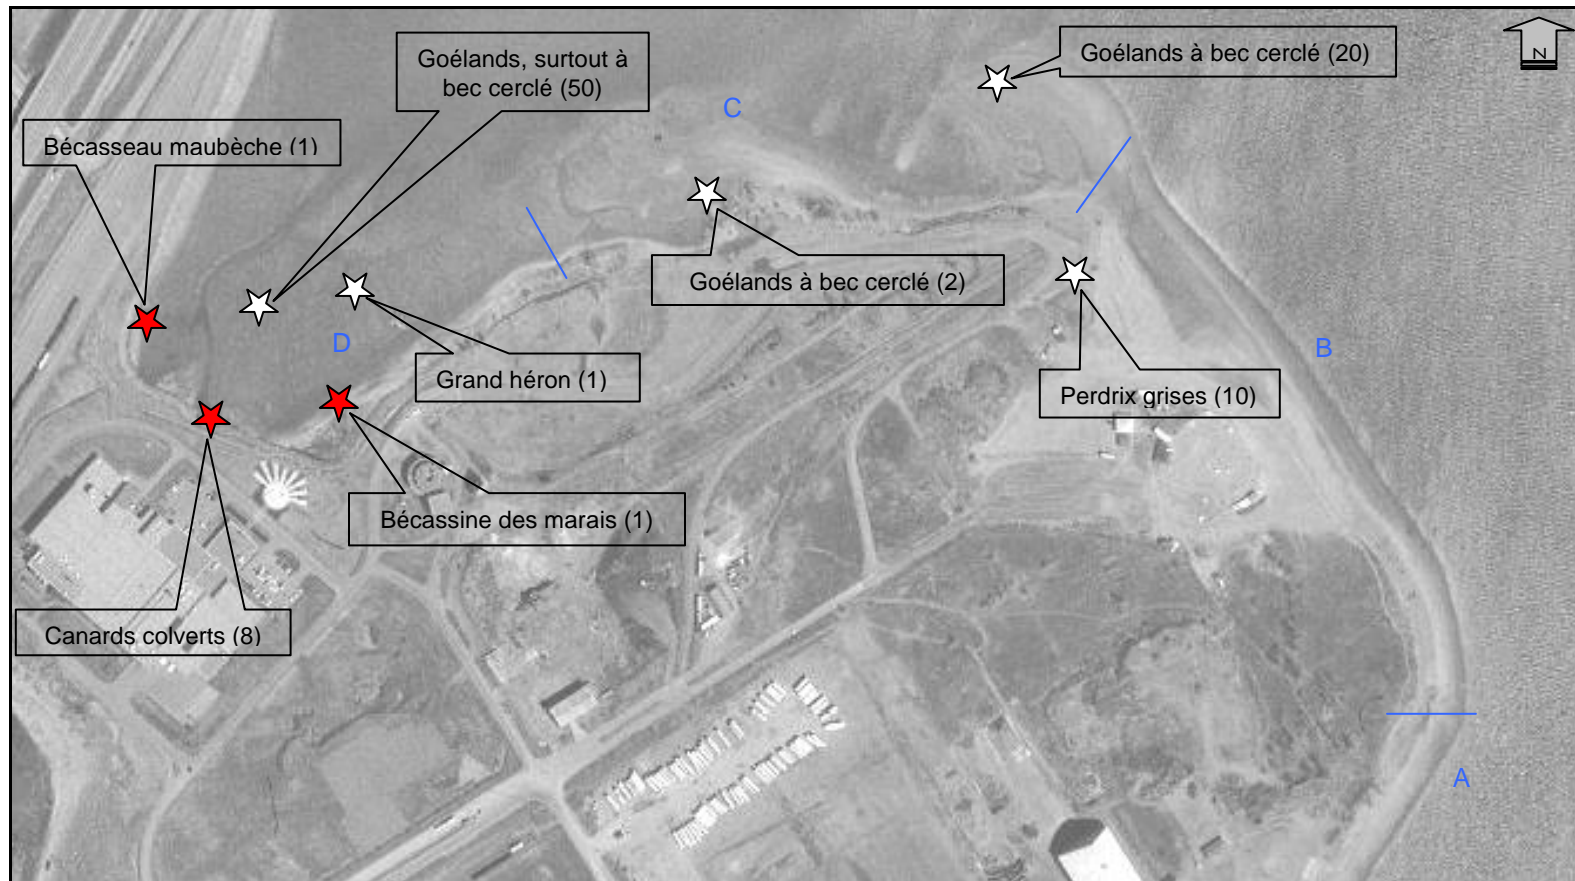 Goélands, surtout à
bec cerclé (50)
Goélands à bec cerclé (20)
N
C
Bécasseau maubèche (1)
Goélands à bec cerclé (2)
D
B
Grand héron (1)
Perdrix grises (10)
Bécassine des marais (1)
Canards colverts (8)
A